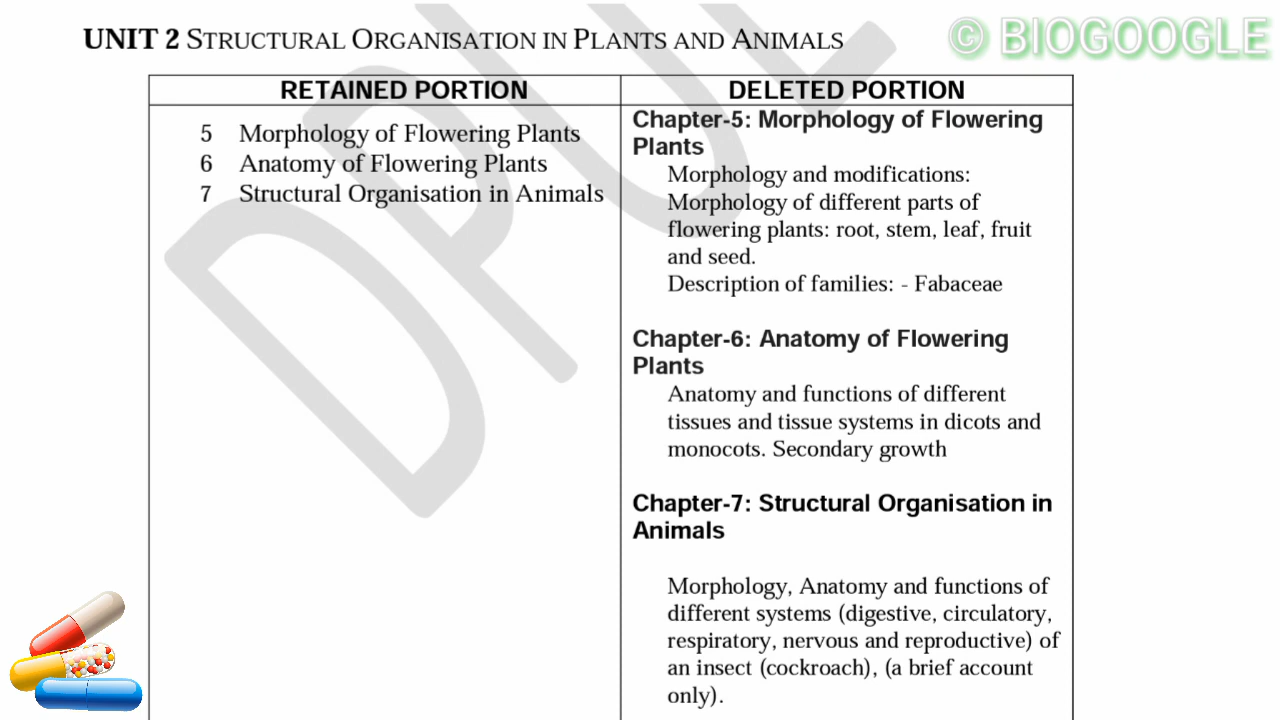 UNIT 2 STRUCTURAL ORGANISATION IN PLANTS AND ANIMALS
© BIOGOOGLE
RETAINED PORTION
DELETED PORTION
5 Morphology of Flowering Plants
6 Anatomy of Flowering Plants
7 Structural Organisation in Animals
Chapter-5: Morphology of Flowering
Plants
Morphology and modifications:
Morphology of different parts of
flowering plants: root, stem, leaf, fruit
and seed.
Description of families: - Fabaceae
Chapter-6: Anatomy of Flowering
Plants
Anatomy and functions of different
tissues and tissue systems in dicots and
monocots. Secondary growth
Chapter-7: Structural Organisation in
Animals
Morphology, Anatomy and functions of
different systems (digestive, circulatory,
respiratory, nervous and reproductive) of
an insect (cockroach), (a brief account
only).
DPUE